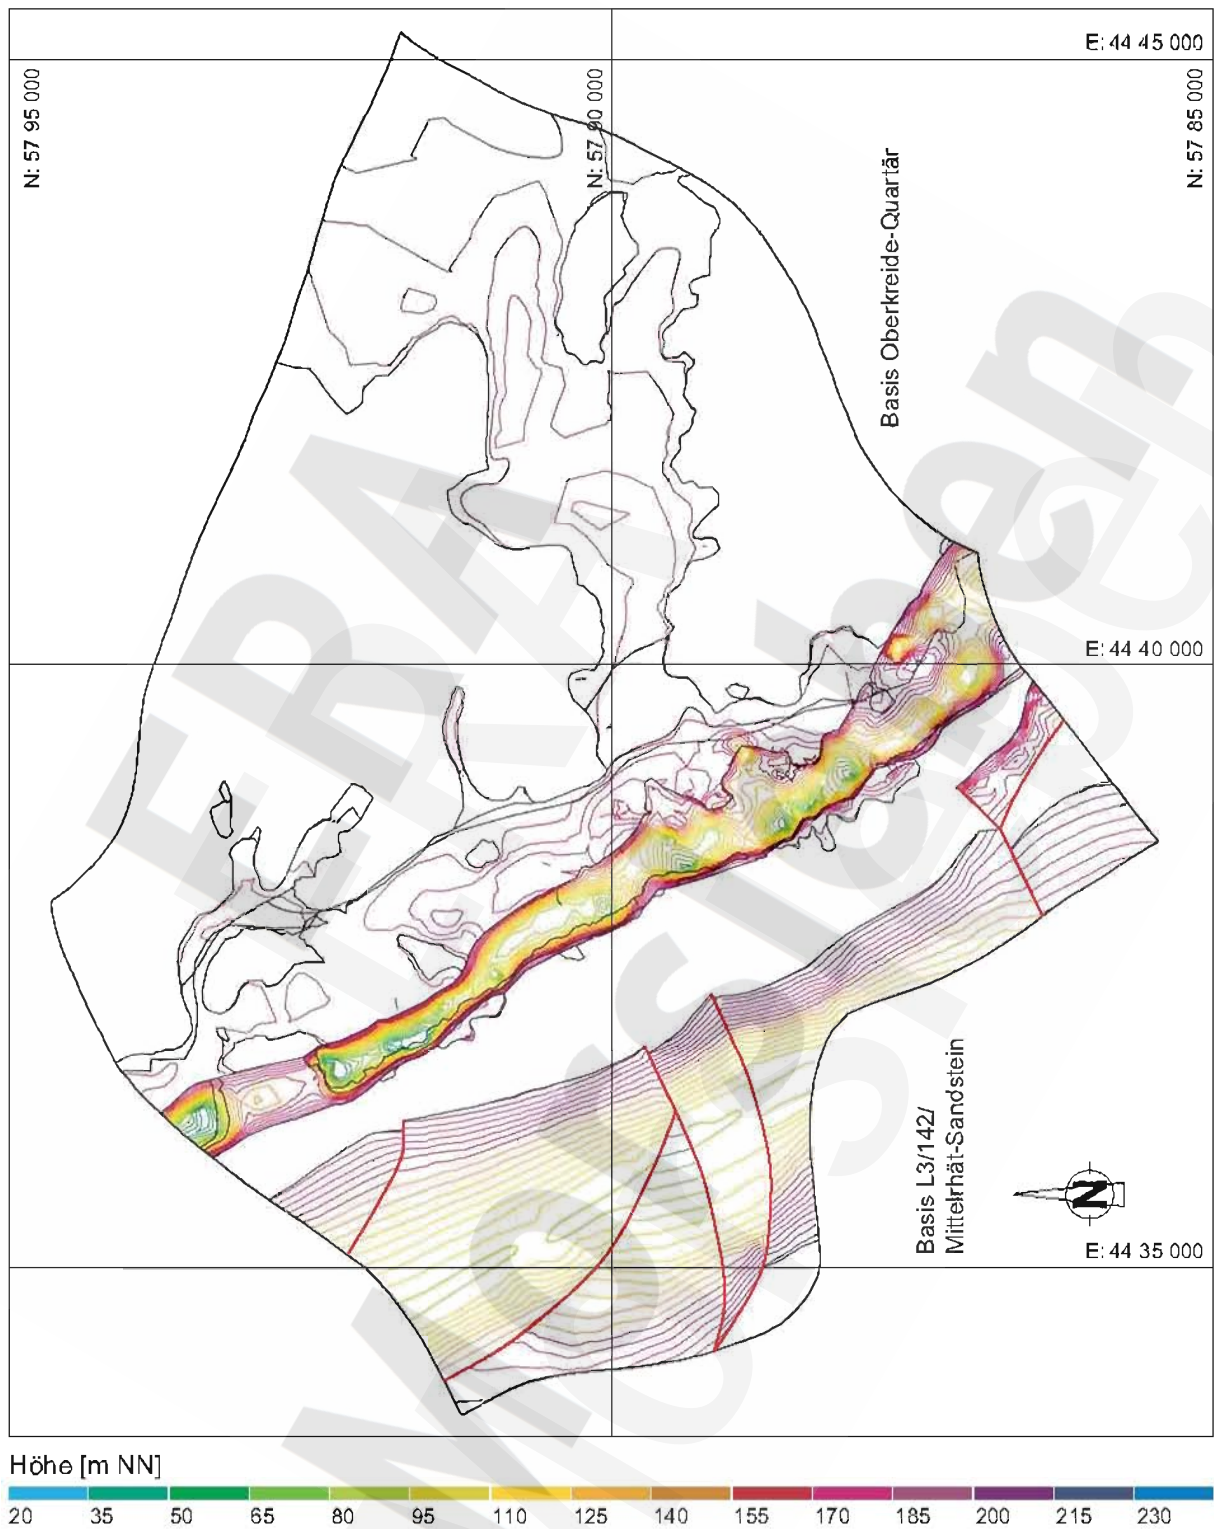 E: 44 45 000
N: 57 95 000
N: 57 90 000
N: 57 85 000
Basis Oberkreide-Quartär
E: 44 40 000
Basis L3/142/
Mittelrhät-Sandstein
N
E: 44 35 000
ERA Morsleben
Höhe [m NN]
20 35 50 65 80 95 110 125 140 155 170 185 200 215 230